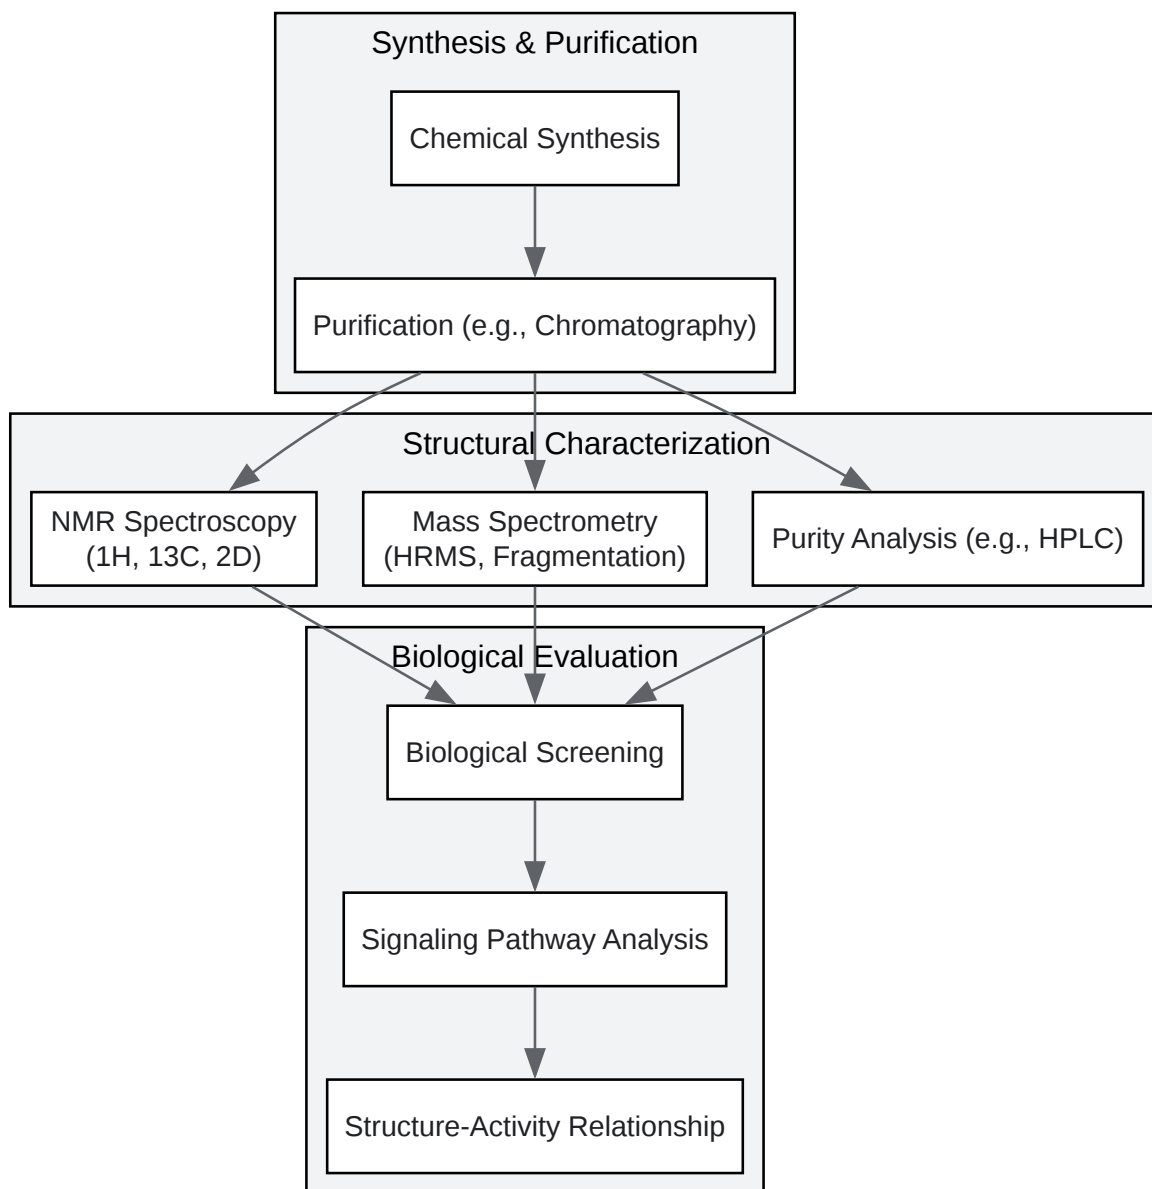 Synthesis & Purification
Chemical Synthesis
Purification (e.g., Chromatography)
Structural Characterization
NMR Spectroscopy
(1H, 13C, 2D)
Mass Spectrometry
(HRMS, Fragmentation)
Purity Analysis (e.g., HPLC)
Biological Evaluation
Biological Screening
Signaling Pathway Analysis
Structure-Activity Relationship